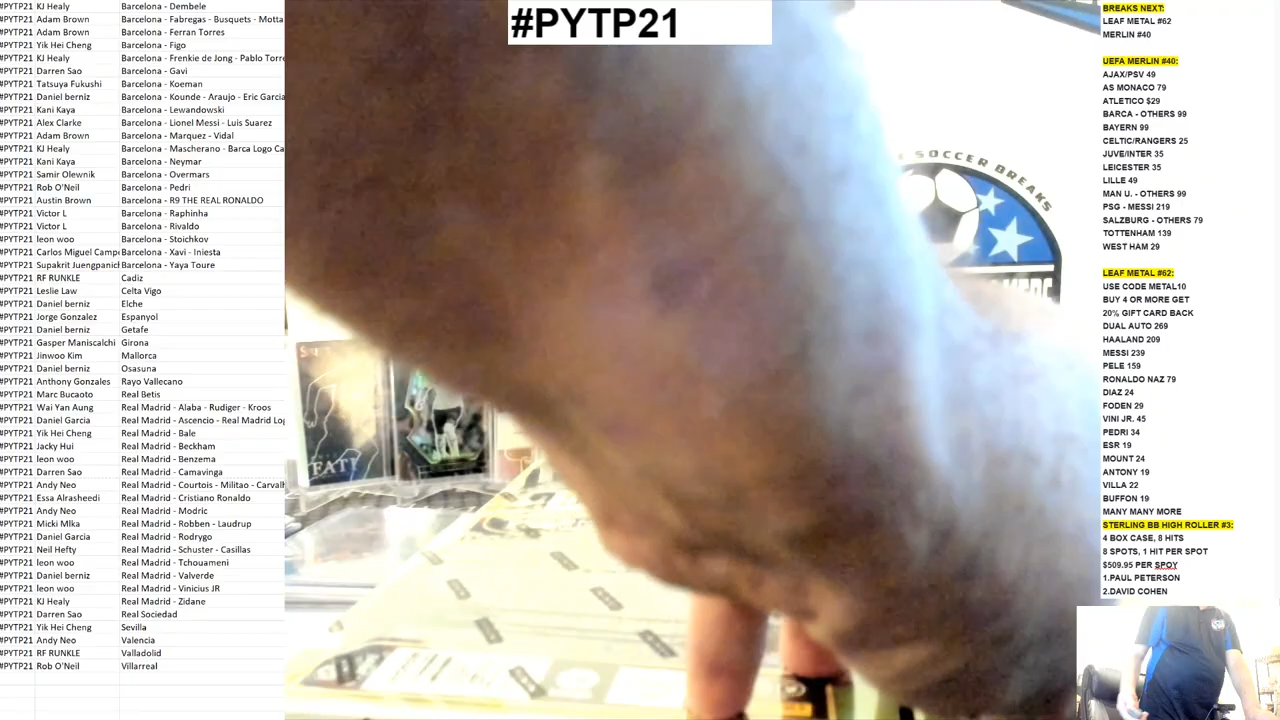 #PYTP21 KJ Healy Barcelona - Dembele
#PYTP21 Adam Brown Barcelona - Fabregas - Busquets - Motta
#PYTP21 Adam Brown Barcelona - Ferran Torres
#PYTP21 Yik Hei Cheng Barcelona - Figo
#PYTP21 KJ Healy Barcelona - Frenkie de Jong - Pablo Torre
#PYTP21 Darren Sao Barcelona - Gavi
#PYTP21 Tatsuya Fukushi Barcelona - Koeman
#PYTP21 Daniel berniz Barcelona - Kounde - Araujo - Eric Garcia
#PYTP21 Kani Kaya Barcelona - Lewandowski
#PYTP21 Alex Clarke Barcelona - Lionel Messi - Luis Suarez
#PYTP21 Adam Brown Barcelona - Marquez - Vidal
#PYTP21 KJ Healy Barcelona - Mascherano - Barca Logo Ca
#PYTP21 Kani Kaya Barcelona - Neymar
#PYTP21 Samir Olewnik Barcelona - Overmars
#PYTP21 Rob O'Neil Barcelona - Pedri
#PYTP21 Austin Brown Barcelona - R9 THE REAL RONALDO
#PYTP21 Victor L Barcelona - Raphinha
#PYTP21 Victor L Barcelona - Rivaldo
#PYTP21 leon woo Barcelona - Stoichkov
#PYTP21 Carlos Miguel Campe Barcelona - Xavi - Iniesta
#PYTP21 Supakrit Juengpanich Barcelona - Yaya Toure
#PYTP21 RF RUNKLE Cadiz
#PYTP21 Leslie Law Celta Vigo
#PYTP21 Daniel berniz Elche
#PYTP21 Jorge Gonzalez Espanyol
#PYTP21 Daniel berniz Getafe
#PYTP21 Gasper Maniscalchi Girona
#PYTP21 Jinwoo Kim Mallorca
#PYTP21 Daniel berniz Osasuna
#PYTP21 Anthony Gonzales Rayo Vallecano
#PYTP21 Marc Bucaoto Real Betis
#PYTP21 Wai Yan Aung Real Madrid - Alaba - Rudiger - Kroos
#PYTP21 Daniel Garcia Real Madrid - Ascencio - Real Madrid Log
#PYTP21 Yik Hei Cheng Real Madrid - Bale
#PYTP21 Jacky Hui Real Madrid - Beckham
#PYTP21 leon woo Real Madrid - Benzema
#PYTP21 Darren Sao Real Madrid - Camavinga
#PYTP21 Andy Neo Real Madrid - Courtois - Militao - Carvalh
#PYTP21 Essa Alrasheedi Real Madrid - Cristiano Ronaldo
#PYTP21 Andy Neo Real Madrid - Modric
#PYTP21 Micki Mlka Real Madrid - Robben - Laudrup
#PYTP21 Daniel Garcia Real Madrid - Rodrygo
#PYTP21 Neil Hefty Real Madrid - Schuster - Casillas
#PYTP21 leon woo Real Madrid - Tchouameni
#PYTP21 Daniel berniz Real Madrid - Valverde
#PYTP21 leon woo Real Madrid - Vinicius JR
#PYTP21 KJ Healy Real Madrid - Zidane
#PYTP21 Darren Sao Real Sociedad
#PYTP21 Yik Hei Cheng Sevilla
#PYTP21 Andy Neo Valencia
#PYTP21 RF RUNKLE Valladolid
#PYTP21 Rob O'Neil Villarreal
#PYTP21
SOCCER BREAKS
FATI
BREAKS NEXT:
LEAF METAL #62
MERLIN #40
UEFA MERLIN #40:
AJAX/PSV 49
AS MONACO 79
ATLETICO $29
BARCA - OTHERS 99
BAYERN 99
CELTIC/RANGERS 25
JUVE/INTER 35
LEICESTER 35
LILLE 49
MAN U. - OTHERS 99
PSG - MESSI 219
SALZBURG - OTHERS 79
TOTTENHAM 139
WEST HAM 29
LEAF METAL #62:
USE CODE METAL10
BUY 4 OR MORE GET
20% GIFT CARD BACK
DUAL AUTO 269
HAALAND 209
MESSI 239
PELE 159
RONALDO NAZ 79
DIAZ 24
FODEN 29
VINI JR. 45
PEDRI 34
ESR 19
MOUNT 24
ANTONY 19
VILLA 22
BUFFON 19
MANY MANY MORE
STERLING BB HIGH ROLLER #3:
4 BOX CASE, 8 HITS
8 SPOTS, 1 HIT PER SPOT
$509.95 PER SPOY
1.PAUL PETERSON
2.DAVID COHEN